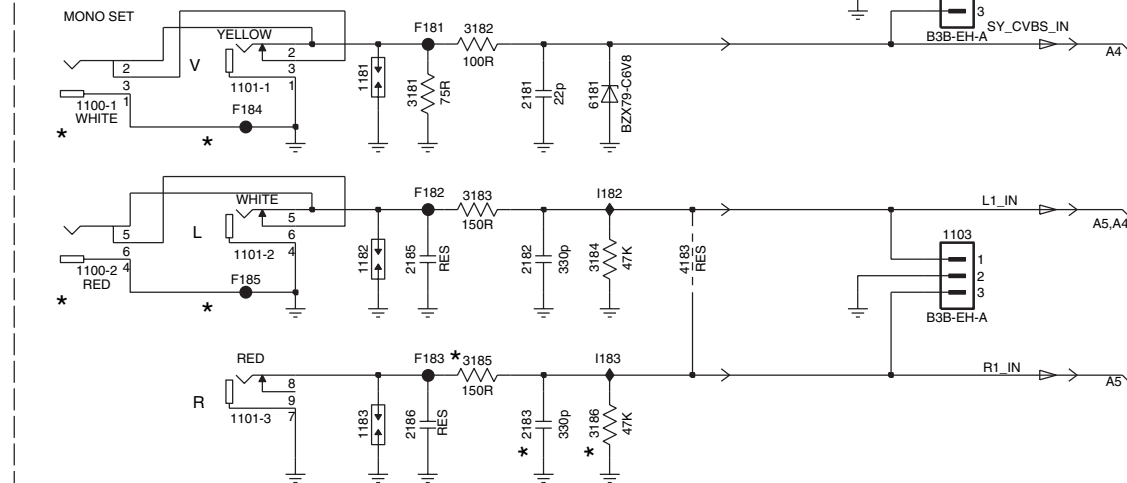 MONO SET
3
B3B-EH-A
SY_CVBS_IN
A4
YELLOW
V
2
3
1
1101-1
2
3
1
1100-1
WHITE
*
*
F184
1181
F181
3181
75R
3182
100R
2181
22p
6181
BZX79-C6V8
WHITE
L
5
6
4
1101-2
5
6
4
1100-2
RED
*
*
F185
1182
F182
2185
RES
3183
150R
2182
330p
I182
3184
47K
4183
RES
L1_IN
A5,A4
1103
1
2
3
B3B-EH-A
RED
R
8
9
7
1101-3
1183
F183
2186
RES
*
3185
150R
* 2183
330p
I183
* 3186
47K
R1_IN
A5